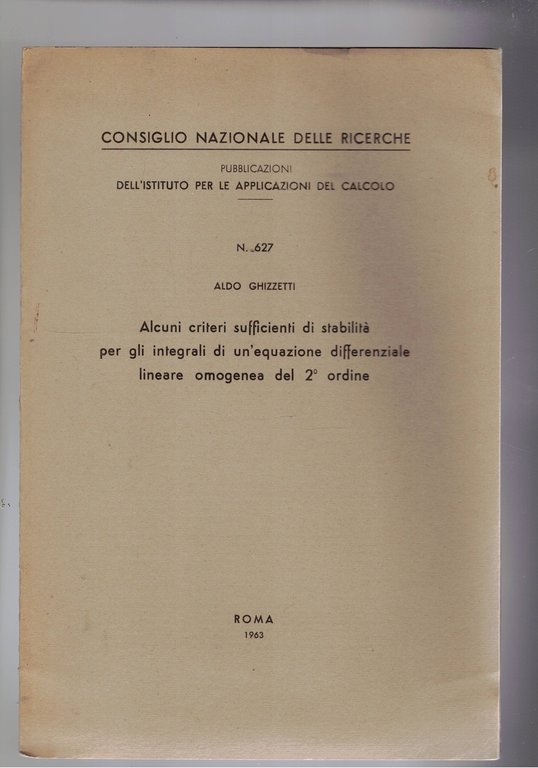 CONSIGLIO NAZIONALE DELLE RICERCHE
PUBBLICAZIONI
DELL'ISTITUTO PER LE APPLICAZIONI DEL CALCOLO
N. 627
ALDO GHIZZETTI
Alcuni criteri sufficienti di stabilità
per gli integrali di un'equazione differenziale
lineare omogenea del 2° ordine
ROMA
1963